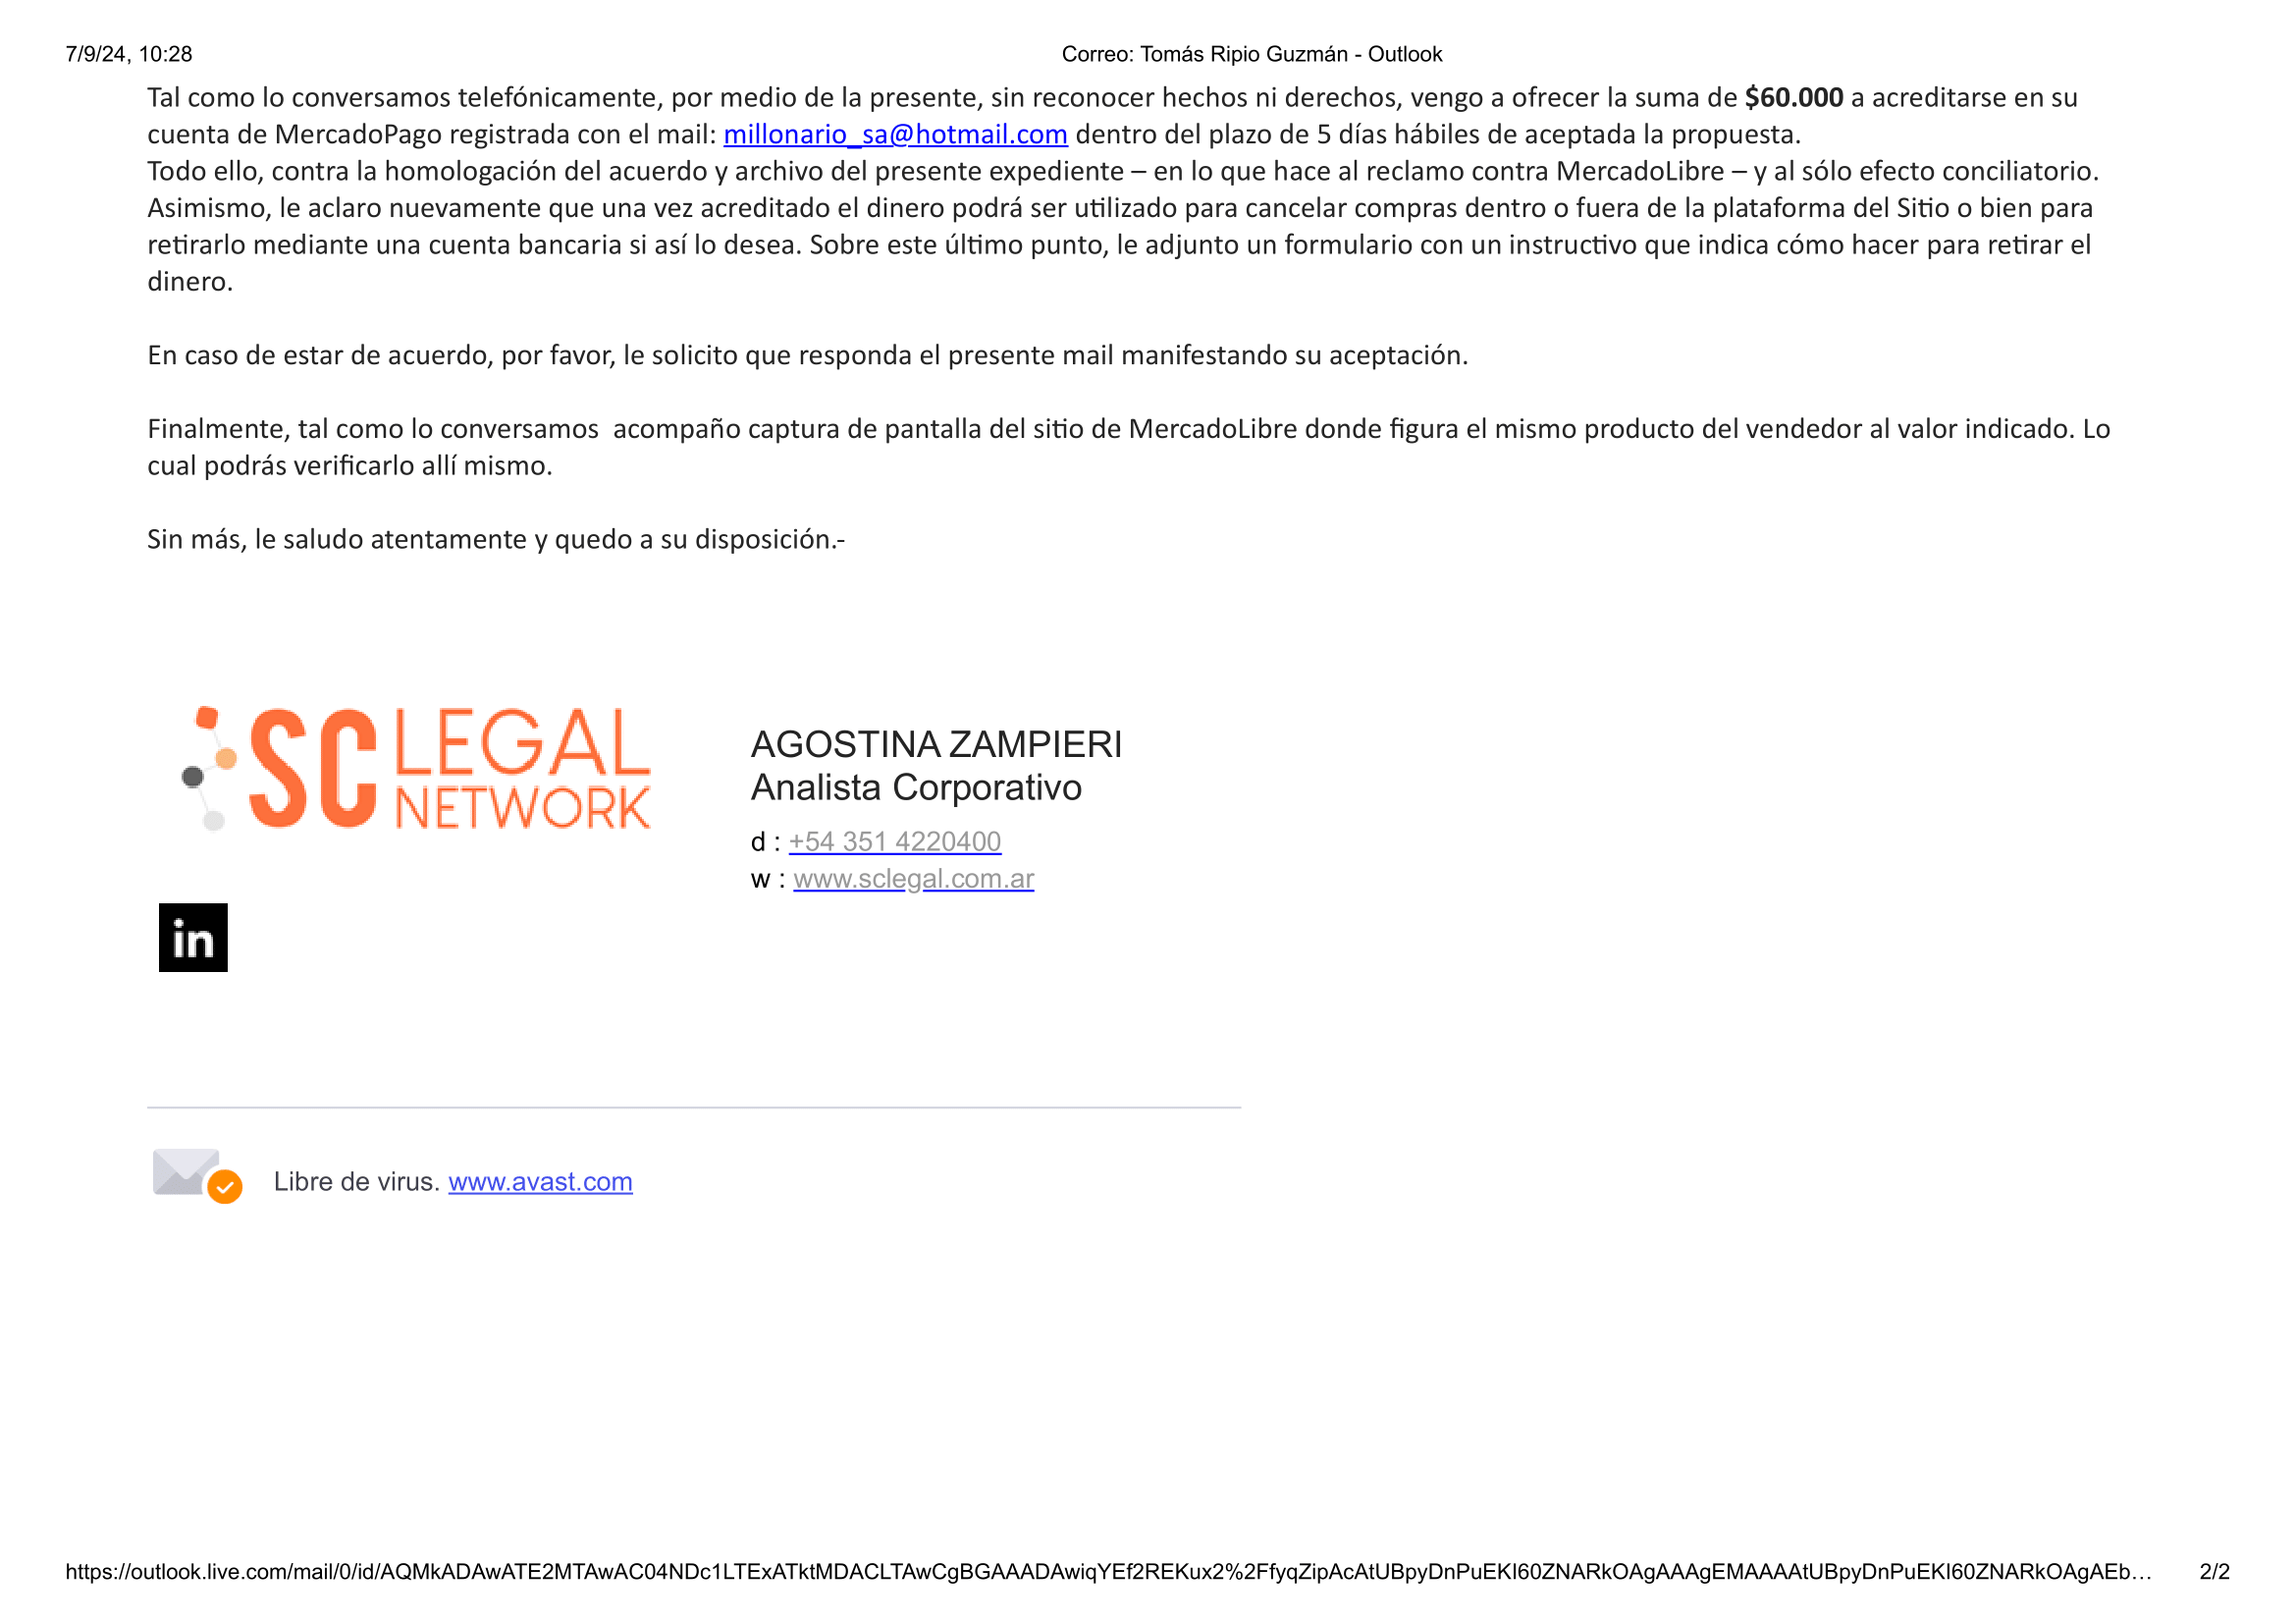 7/9/24, 10:28
Correo: Tomás Ripio Guzmán - Outlook
Tal como lo conversamos telefónicamente, por medio de la presente, sin reconocer hechos ni derechos, vengo a ofrecer la suma de $60.000 a acreditarse en su
cuenta de MercadoPago registrada con el mail: millonario_sa@hotmail.com dentro del plazo de 5 días hábiles de aceptada la propuesta.
Todo ello, contra la homologación del acuerdo y archivo del presente expediente – en lo que hace al reclamo contra MercadoLibre – y al sólo efecto conciliatorio.
Asimismo, le aclaro nuevamente que una vez acreditado el dinero podrá ser utilizado para cancelar compras dentro o fuera de la plataforma del Sitio o bien para
retirarlo mediante una cuenta bancaria si así lo desea. Sobre este último punto, le adjunto un formulario con un instructivo que indica cómo hacer para retirar el
dinero.
En caso de estar de acuerdo, por favor, le solicito que responda el presente mail manifestando su aceptación.
Finalmente, tal como lo conversamos  acompaño captura de pantalla del sitio de MercadoLibre donde figura el mismo producto del vendedor al valor indicado. Lo
cual podrás verificarlo allí mismo.
Sin más, le saludo atentamente y quedo a su disposición.-
SC LEGAL
NETWORK
AGOSTINA ZAMPIERI
Analista Corporativo
d : +54 351 4220400
w : www.sclegal.com.ar
in
Libre de virus. www.avast.com
https://outlook.live.com/mail/0/id/AQMkADAwATE2MTAwAC04NDc1LTExATktMDACLTAwCgBGAAADAwiqYEf2REKux2%2FfyqZipAcAtUBpyDnPuEKI60ZNARkOAgAAAgEMAAAAtUBpyDnPuEKI60ZNARkOAgAEb…
2/2